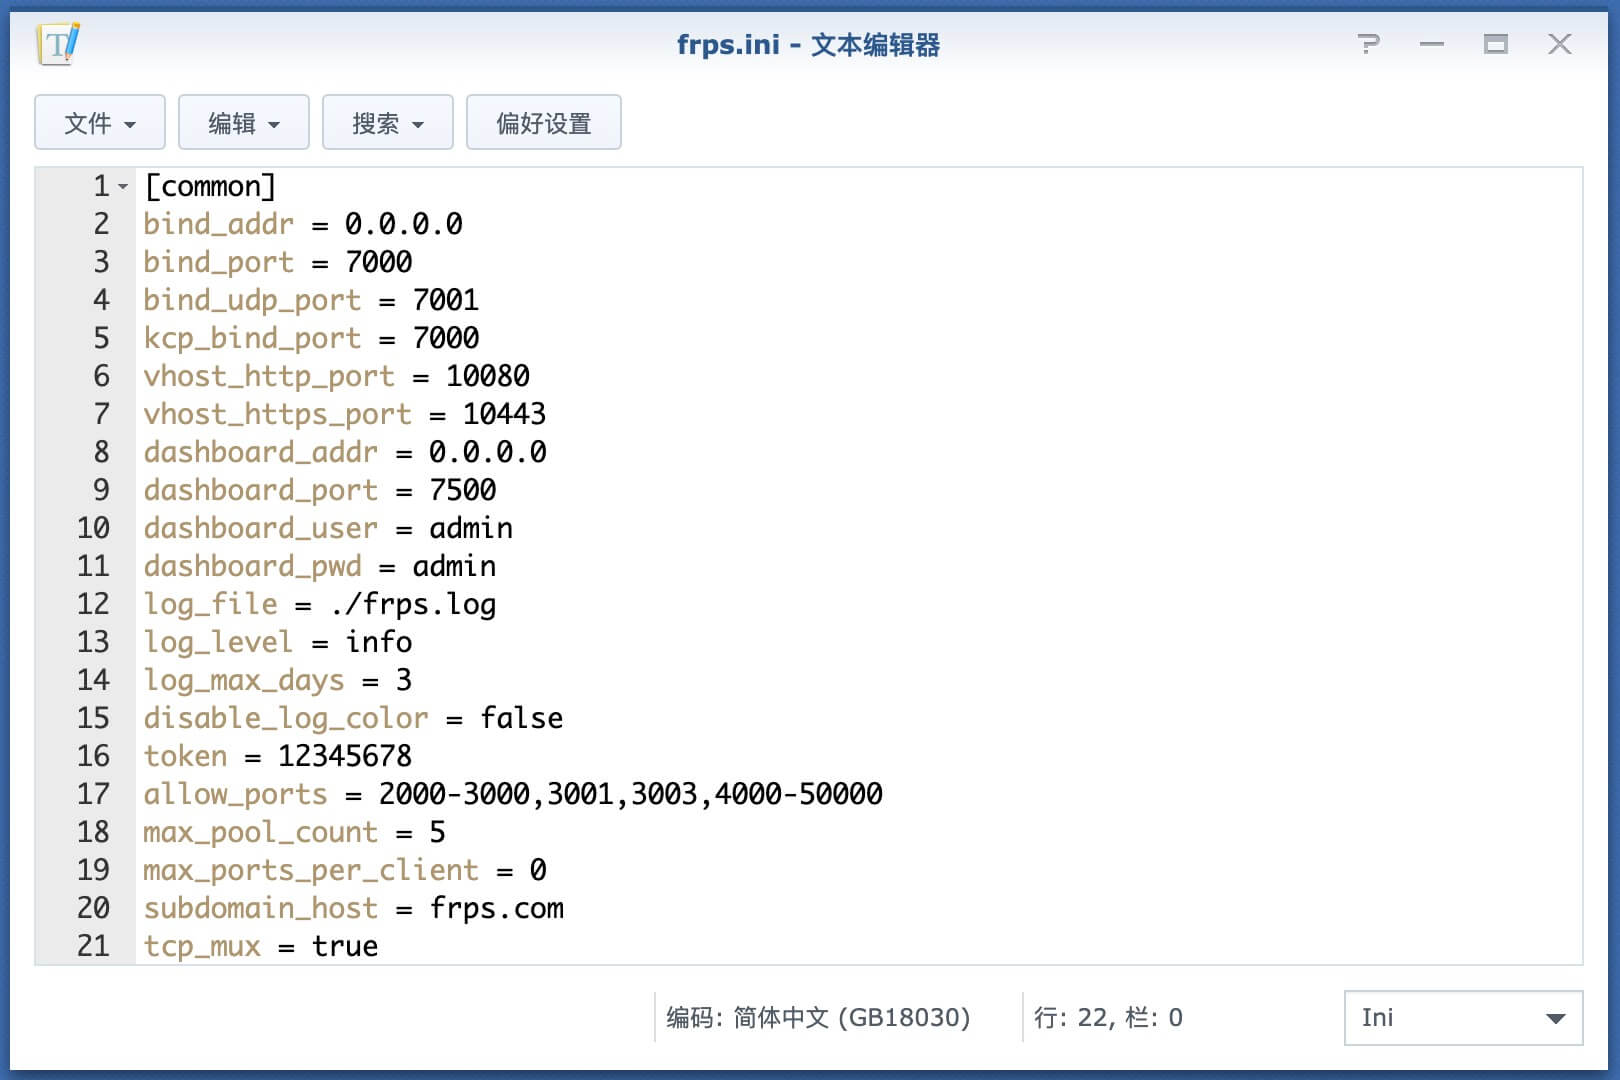 frps.ini - 文本编辑器
文件 编辑 搜索 偏好设置
1 [common]
2 bind_addr = 0.0.0.0
3 bind_port = 7000
4 bind_udp_port = 7001
5 kcp_bind_port = 7000
6 vhost_http_port = 10080
7 vhost_https_port = 10443
8 dashboard_addr = 0.0.0.0
9 dashboard_port = 7500
10 dashboard_user = admin
11 dashboard_pwd = admin
12 log_file = ./frps.log
13 log_level = info
14 log_max_days = 3
15 disable_log_color = false
16 token = 12345678
17 allow_ports = 2000-3000,3001,3003,4000-50000
18 max_pool_count = 5
19 max_ports_per_client = 0
20 subdomain_host = frps.com
21 tcp_mux = true
编码: 简体中文 (GB18030) 行: 22, 栏: 0 Ini